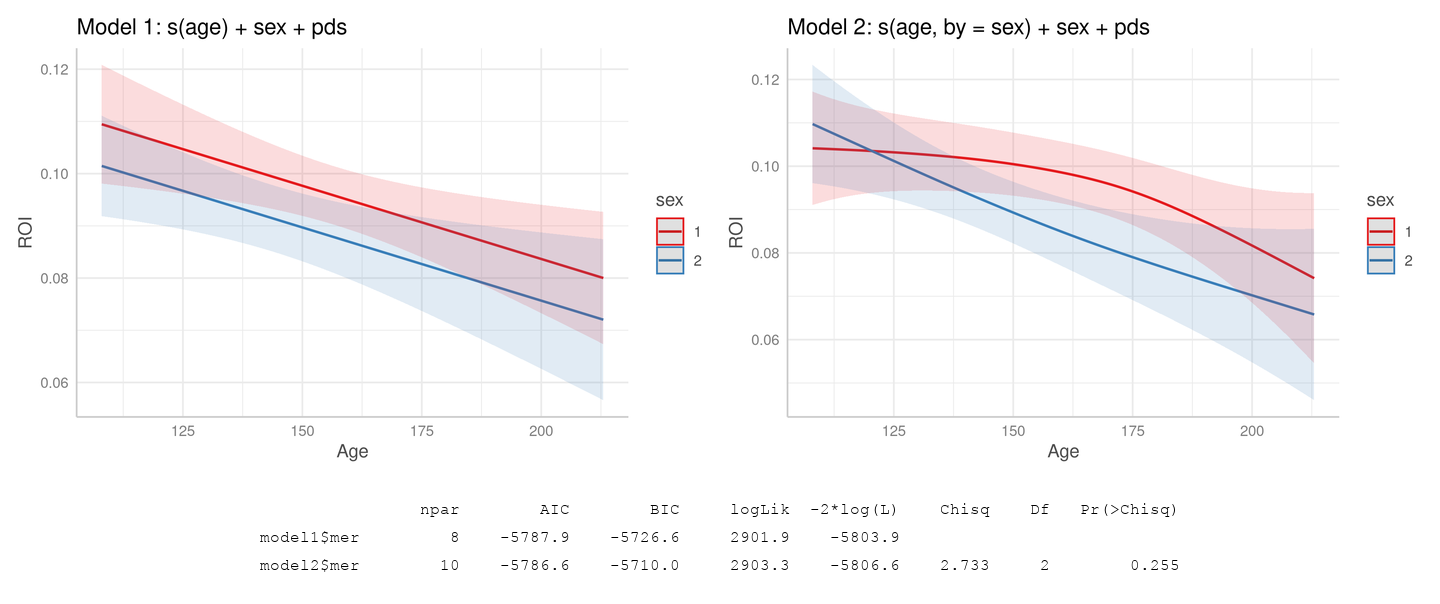 Model 1: s(age) + sex + pds
0.12
0.10
0.08
0.06
ROI
125 150 175 200
Age
sex
1
2
Model 2: s(age, by = sex) + sex + pds
0.12
0.10
0.08
0.06
ROI
125 150 175 200
Age
sex
1
2
npar AIC BIC logLik -2*log(L) Chisq Df Pr(>Chisq)
model1$mer 8 -5787.9 -5726.6 2901.9 -5803.9
model2$mer 10 -5786.6 -5710.0 2903.3 -5806.6 2.733 2 0.255